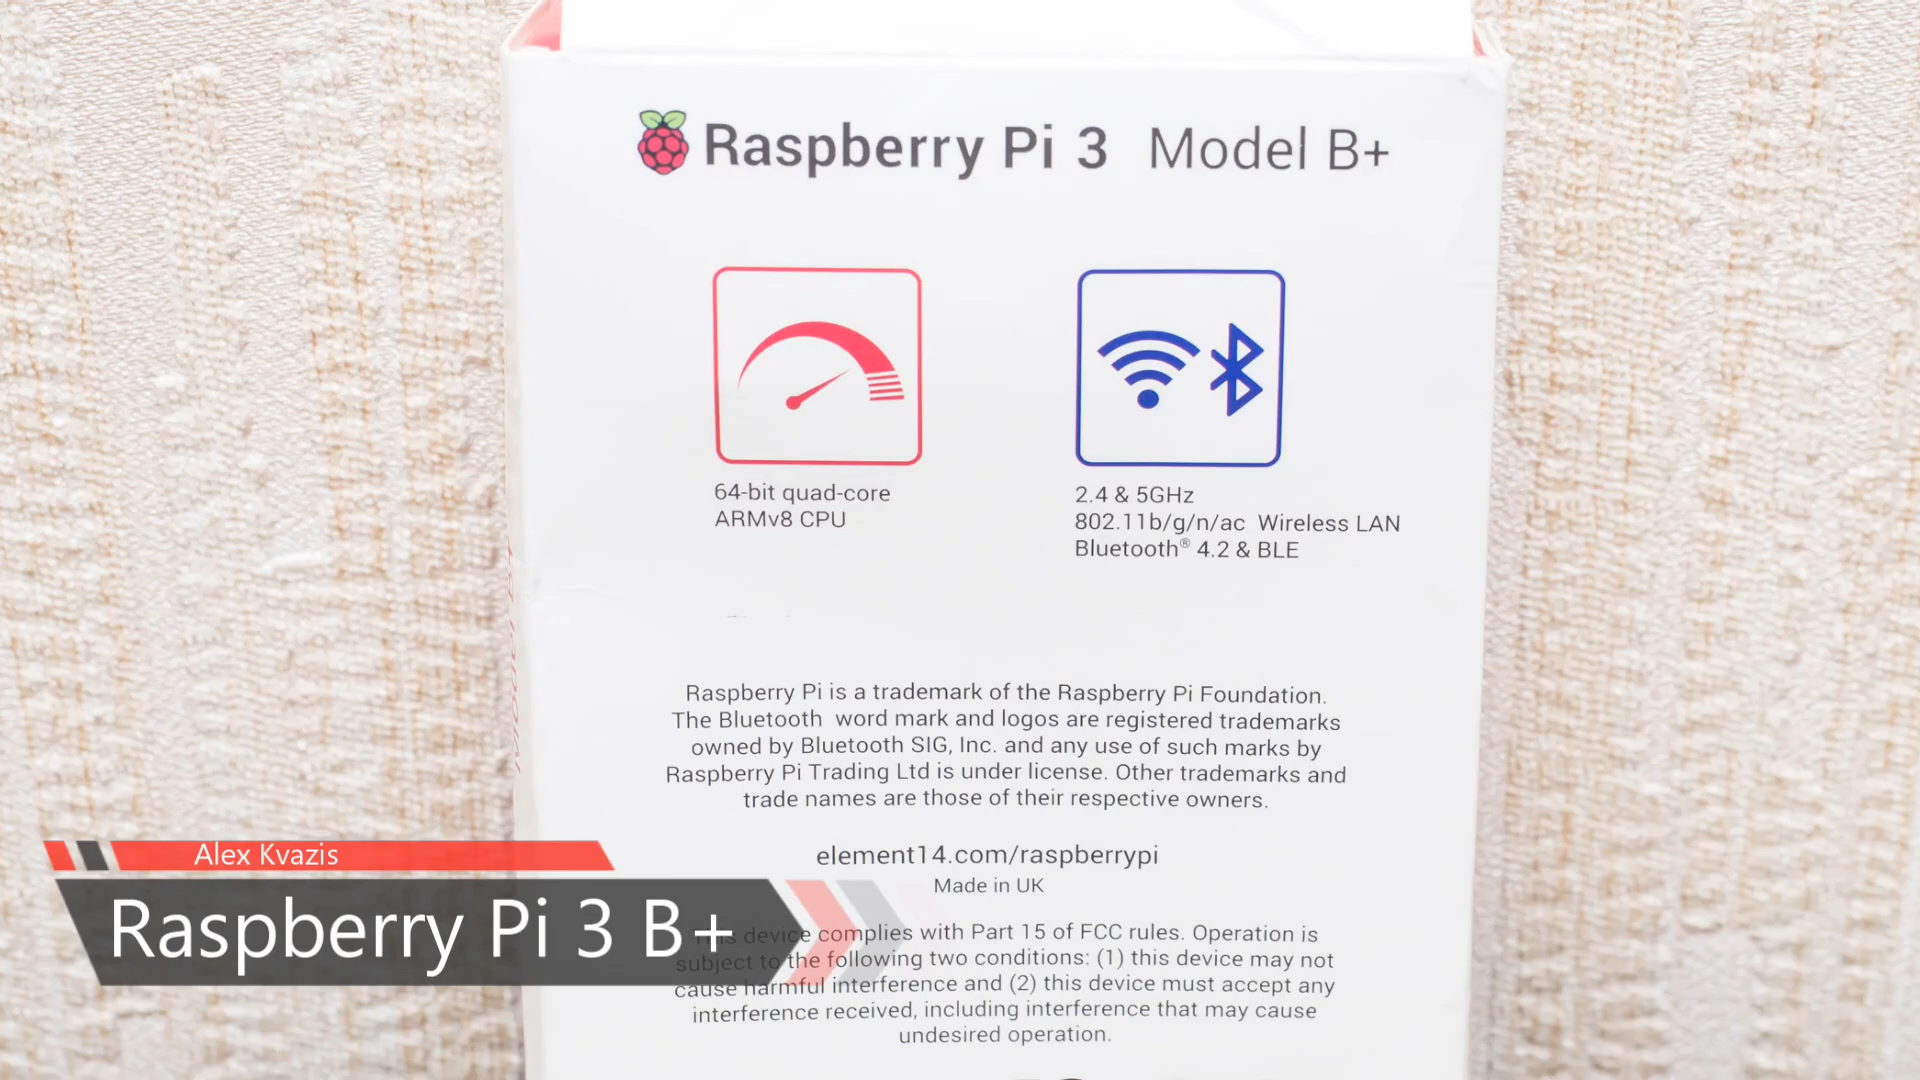 Raspberry Pi 3 Model B+
64-bit quad-core
ARMv8 CPU
2.4 & 5GHz
802.11b/g/n/ac Wireless LAN
Bluetooth® 4.2 & BLE
Raspberry Pi is a trademark of the Raspberry Pi Foundation.
The Bluetooth word mark and logos are registered trademarks
owned by Bluetooth SIG, Inc. and any use of such marks by
Raspberry Pi Trading Ltd is under license. Other trademarks and
trade names are those of their respective owners.
element14.com/raspberrypi
Made in UK
This device complies with Part 15 of FCC rules. Operation is
subject to the following two conditions: (1) this device may not
cause harmful interference and (2) this device must accept any
interference received, including interference that may cause
undesired operation.
Alex Kvazis
Raspberry Pi 3 B+